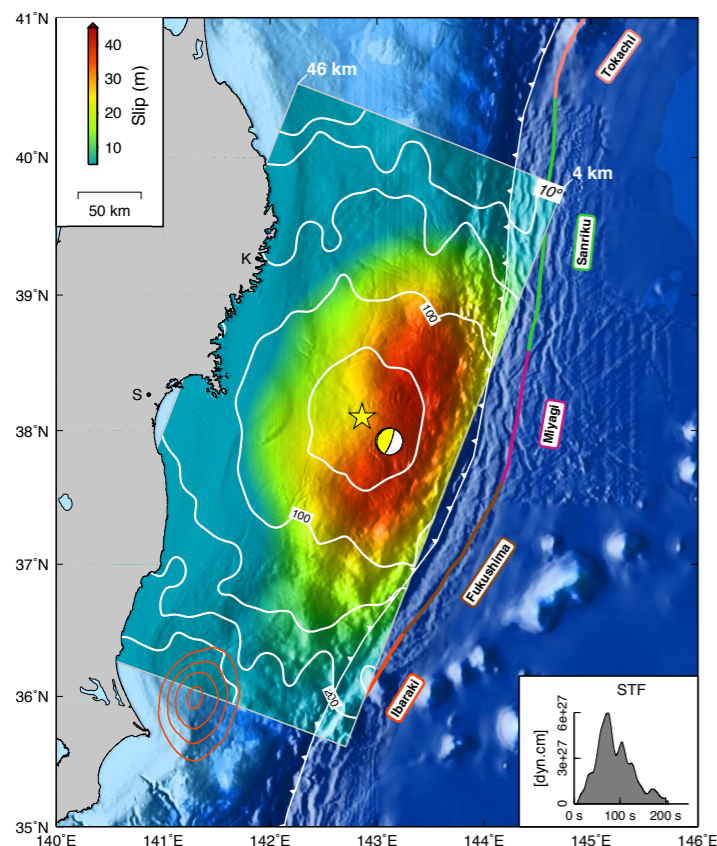 41°N
40°N
39°N
38°N
37°N
36°N
35°N
140°E
141°E
142°E
143°E
144°E
145°E
146°E
40
30
20
10
Slip (m)
50 km
46 km
4 km
10°
Tokachi
Sanriku
Miyagi
Fukushima
Ibaraki
K
S
100
100
200
STF
[dyn.cm]
6e+27
3e+27
0
0 s
100 s
200 s